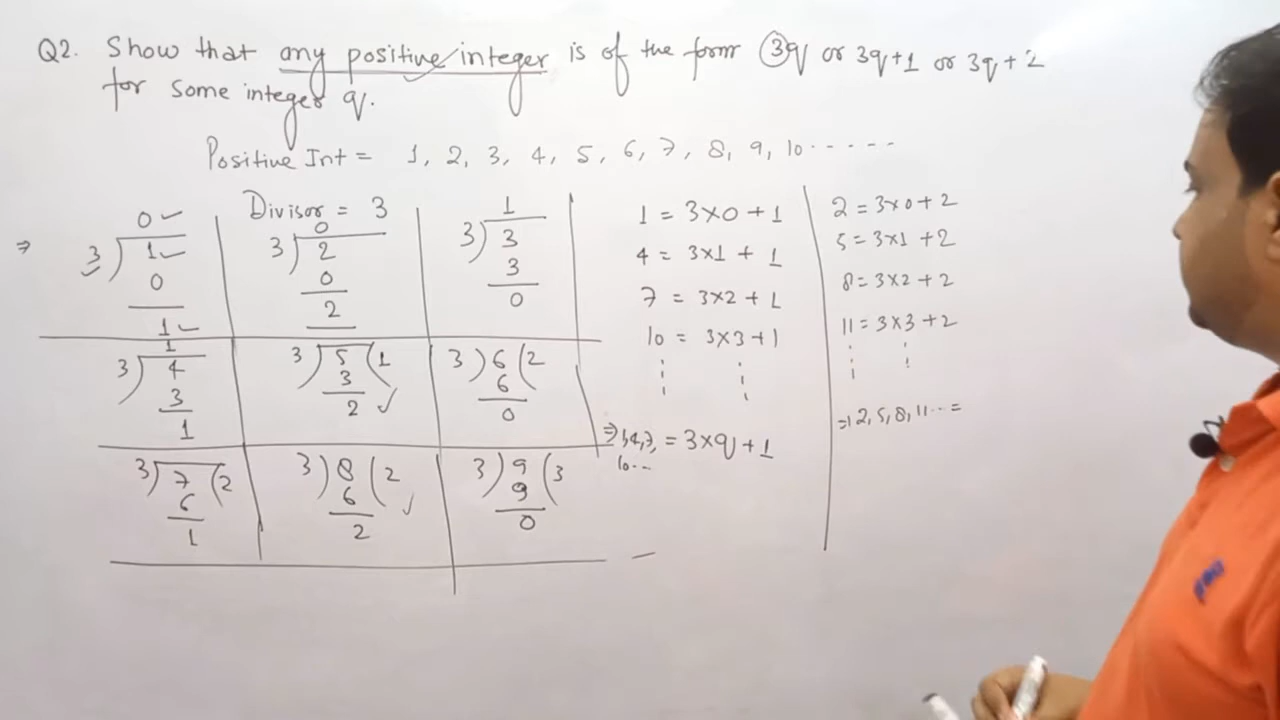 Q2. Show that any positive integer is of the form 3q or 3q+1 or 3q+2
for some integer q.
Positive Int = 1, 2, 3, 4, 5, 6, 7, 8, 9, 10 - - - - -
Divisor = 3
⇒
0
3) 1
0
1
0
3) 2
0
2
1
3) 3
3
0
1
3) 4
3
1
3) 5 (1
3
2
3) 6 (2
6
0
3) 7 (2
6
1
3) 8 (2
6
2
3) 9 (3
9
0
1 = 3×0 + 1
4 = 3×1 + 1
7 = 3×2 + 1
10 = 3×3 + 1
⇒ 1,4,7, = 3×q + 1
10...
2 = 3×0 + 2
5 = 3×1 + 2
8 = 3×2 + 2
11 = 3×3 + 2
⇒ 2, 5, 8, 11... =